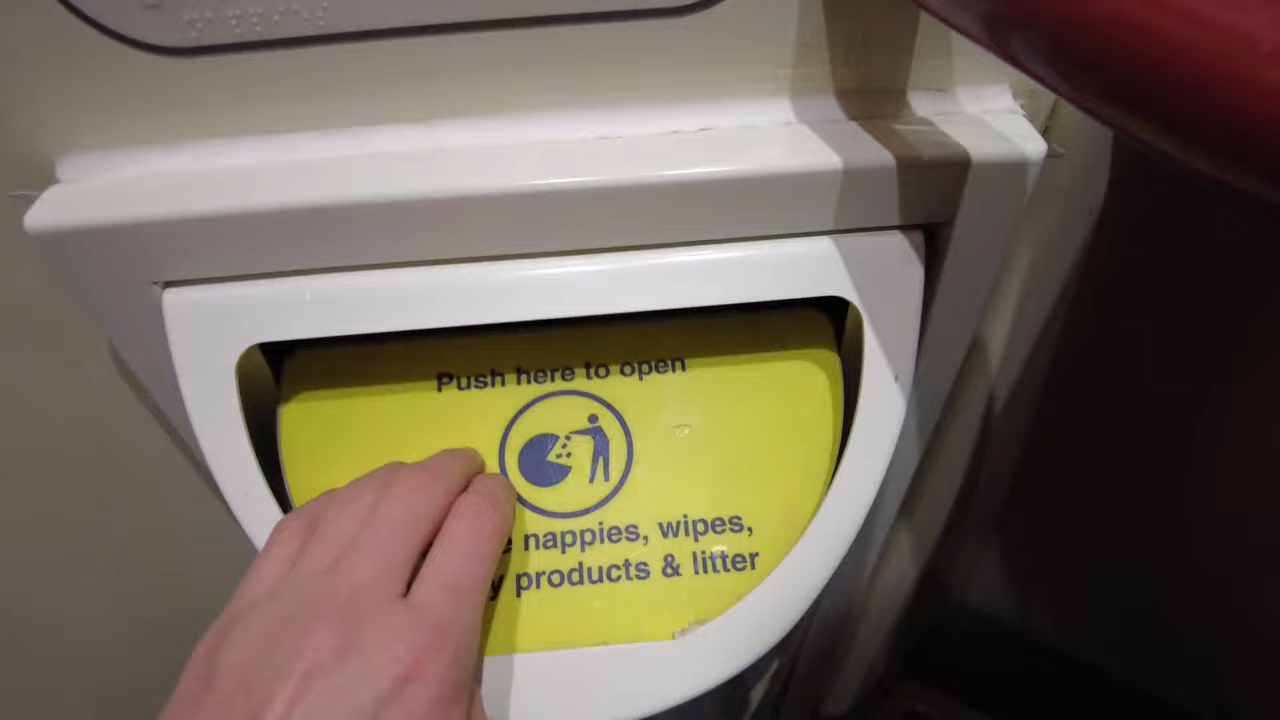 Push here to open
nappies, wipes,
products & litter